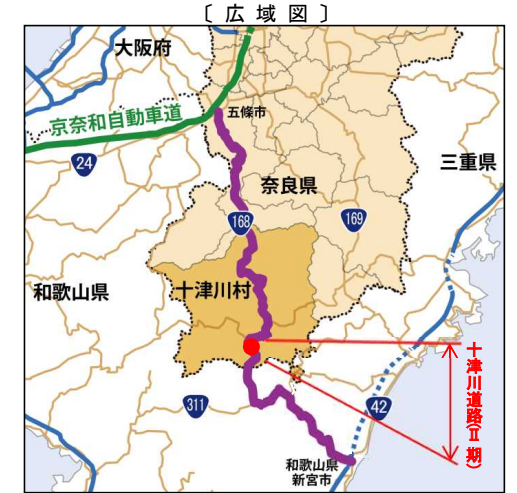 〔 広 域 図 〕
大阪府
京奈和自動車道
五條市
24
三重県
奈良県
168
169
和歌山県
十津川村
十津川道路(Ⅱ期)
311
42
和歌山県
新宮市